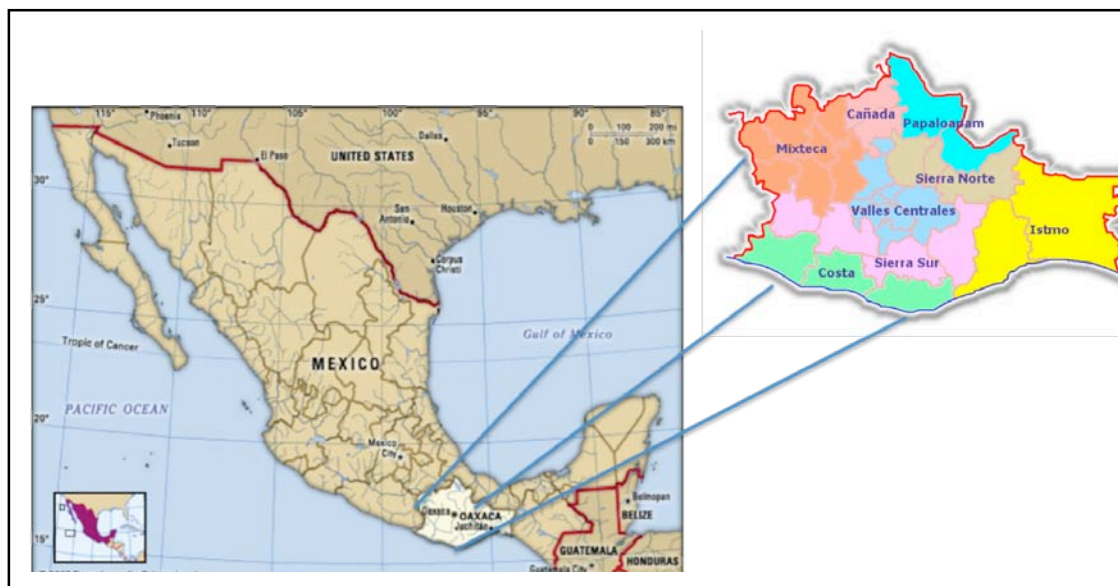 115°
110°
105°
100°
95°
90°
85°
Phoenix
Tucson
El Paso
Dallas
0 100 200 mi
0 150 300 km
UNITED STATES
San
Antonio
Houston
Corpus
Christi
30°
25°
Tropic of Cancer
Gulf of Mexico
MEXICO
PACIFIC OCEAN
20°
Mexico
City
15°
Oaxaca
OAXACA
Juchitán
Belmopan
BELIZE
GUATEMALA
Guatemala City
HONDURAS
Cañada
Papaloapam
Mixteca
Sierra Norte
Valles Centrales
Istmo
Costa
Sierra Sur